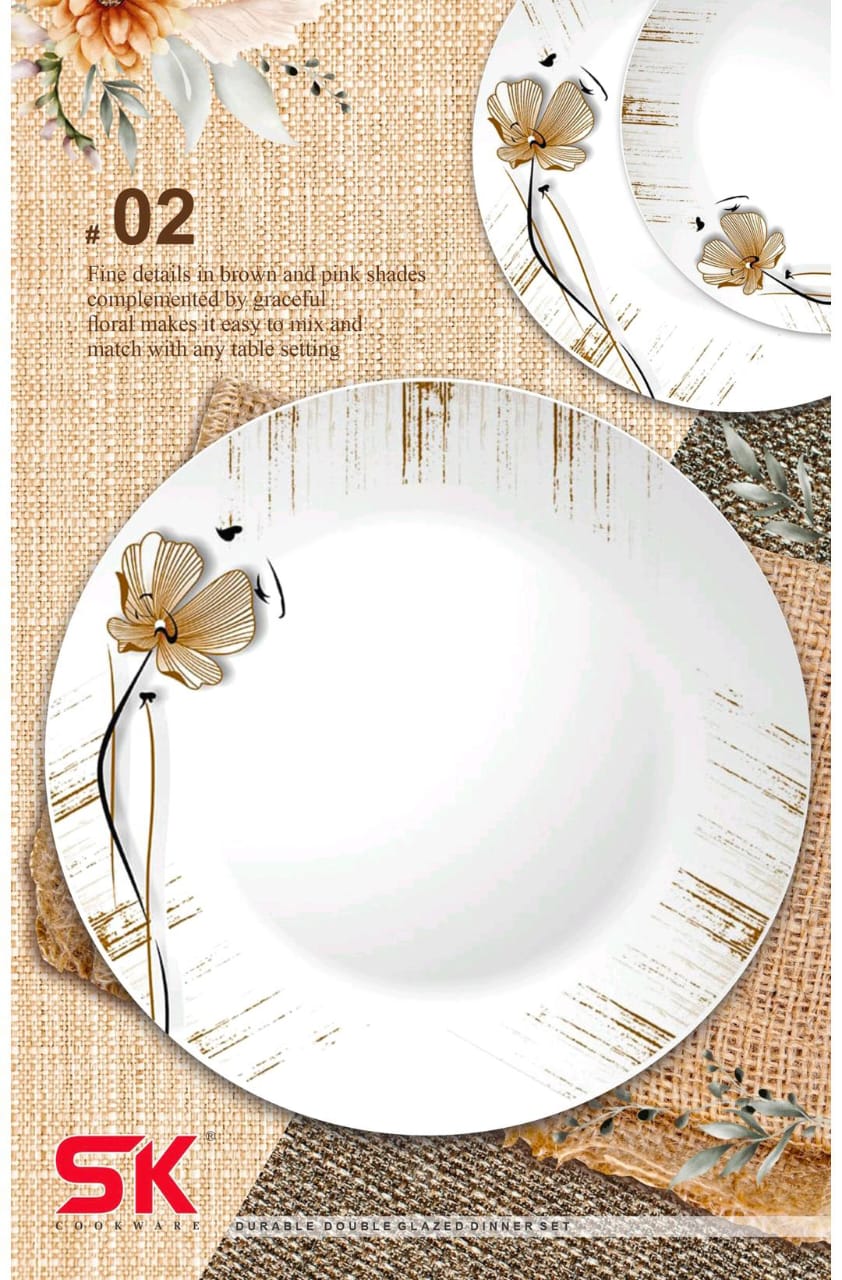 # 02
Fine details in brown and pink shades
complemented by graceful
floral makes it easy to mix and
match with any table setting
SK®
COOKWARE
DURABLE DOUBLE GLAZED DINNER SET